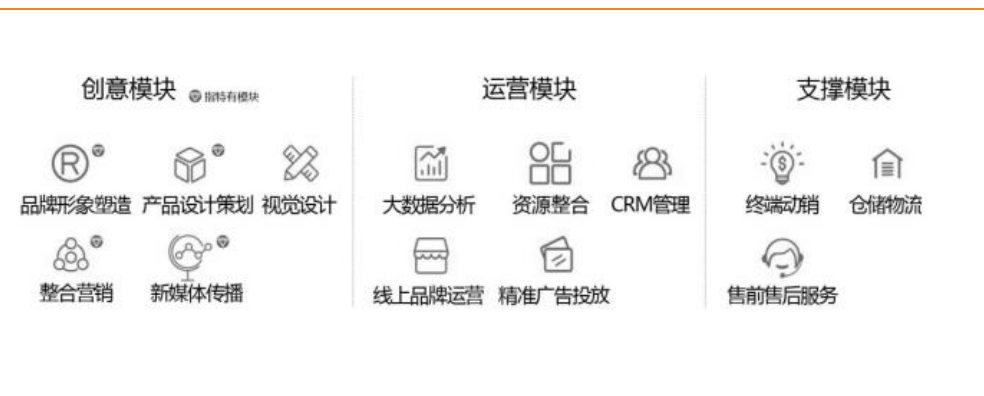 创意模块 指特有模块
运营模块
支撑模块
R
品牌形象塑造 产品设计策划 视觉设计
大数据分析 资源整合 CRM管理
终端动销 仓储物流
整合营销 新媒体传播
线上品牌运营 精准广告投放
售前售后服务